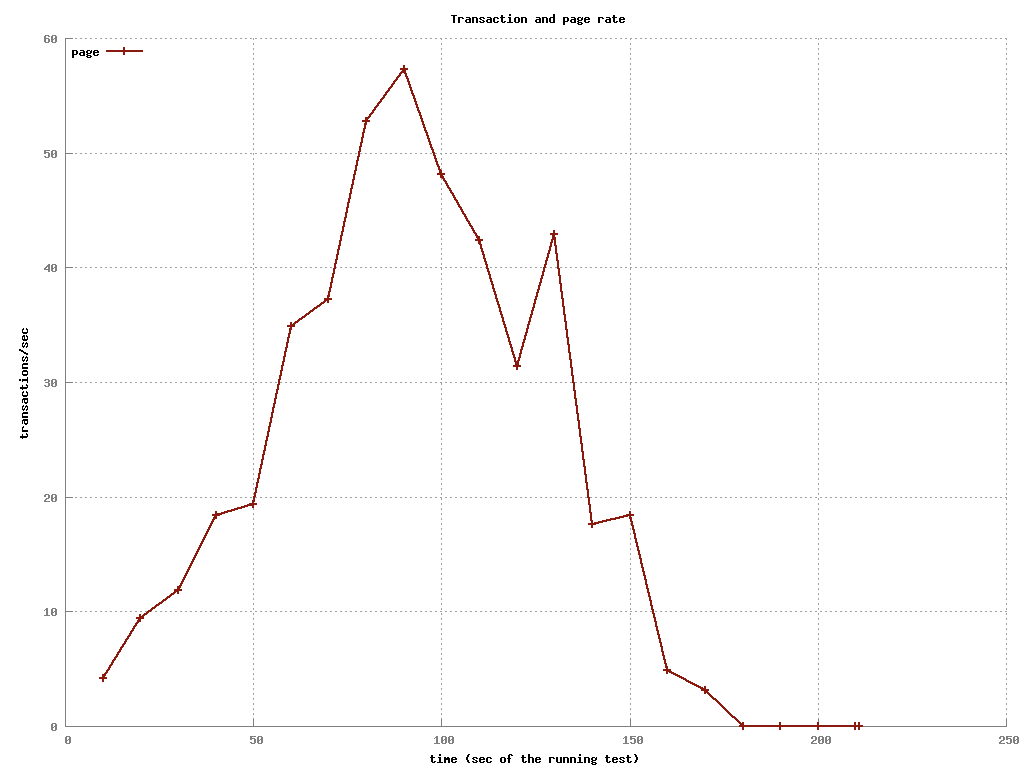 Transaction and page rate
60
page
50
40
30
20
10
0
transactions/sec
0 50 100 150 200 250
time (sec of the running test)